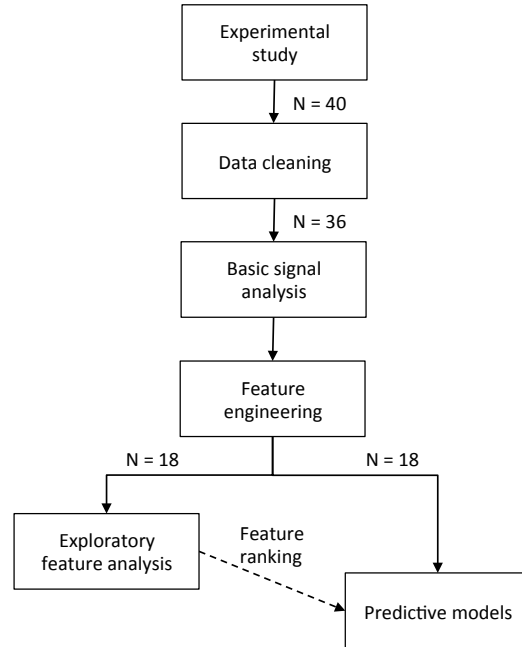 Experimental
study
N = 40
Data cleaning
N = 36
Basic signal
analysis
Feature
engineering
N = 18
N = 18
Exploratory
feature analysis
Feature
ranking
Predictive models